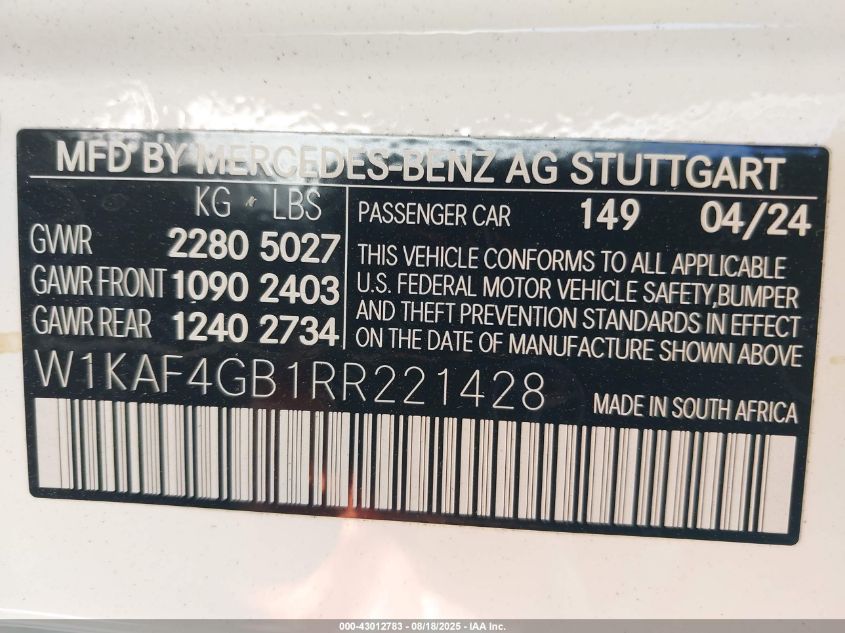 MFD BY MERCEDES-BENZ AG STUTTGART
KG LBS
GVWR 2280 5027
GAWR FRONT 1090 2403
GAWR REAR 1240 2734
PASSENGER CAR 149 04/24
THIS VEHICLE CONFORMS TO ALL APPLICABLE
U.S. FEDERAL MOTOR VEHICLE SAFETY,BUMPER
AND THEFT PREVENTION STANDARDS IN EFFECT
ON THE DATE OF MANUFACTURE SHOWN ABOVE
W1KAF4GB1RR221428
MADE IN SOUTH AFRICA
000-43012783 - 08/18/2025 - IAA Inc.